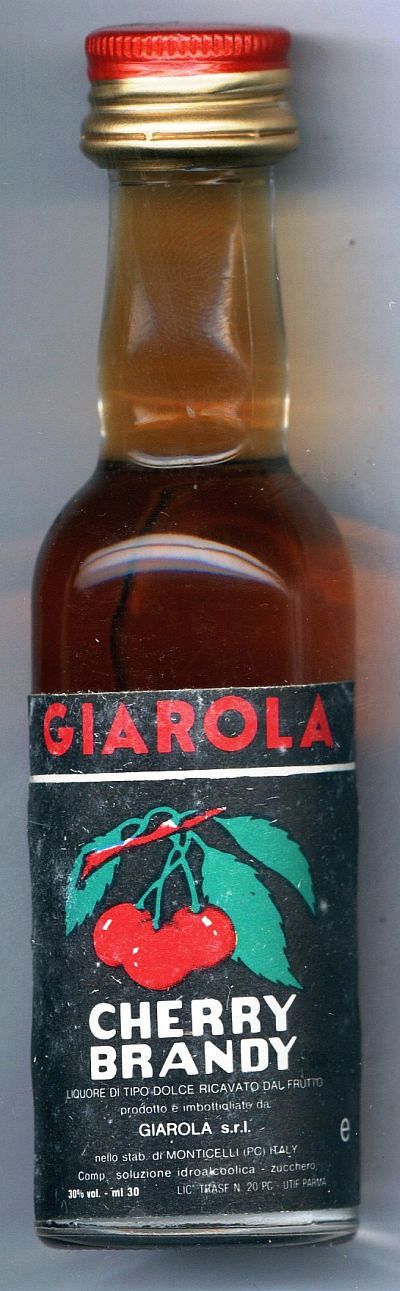 GIAROLA
CHERRY
BRANDY
LIQUORE DI TIPO DOLCE RICAVATO DAL FRUTTO
prodotto e imbottigliato da
GIAROLA s.r.l.
e
nello stab. di MONTICELLI (PC) ITALY
Comp. soluzione idroalcoolica - zucchero,
30% vol. - ml 30 LIC. TRASF. N. 20 PC - UTIF PARMA